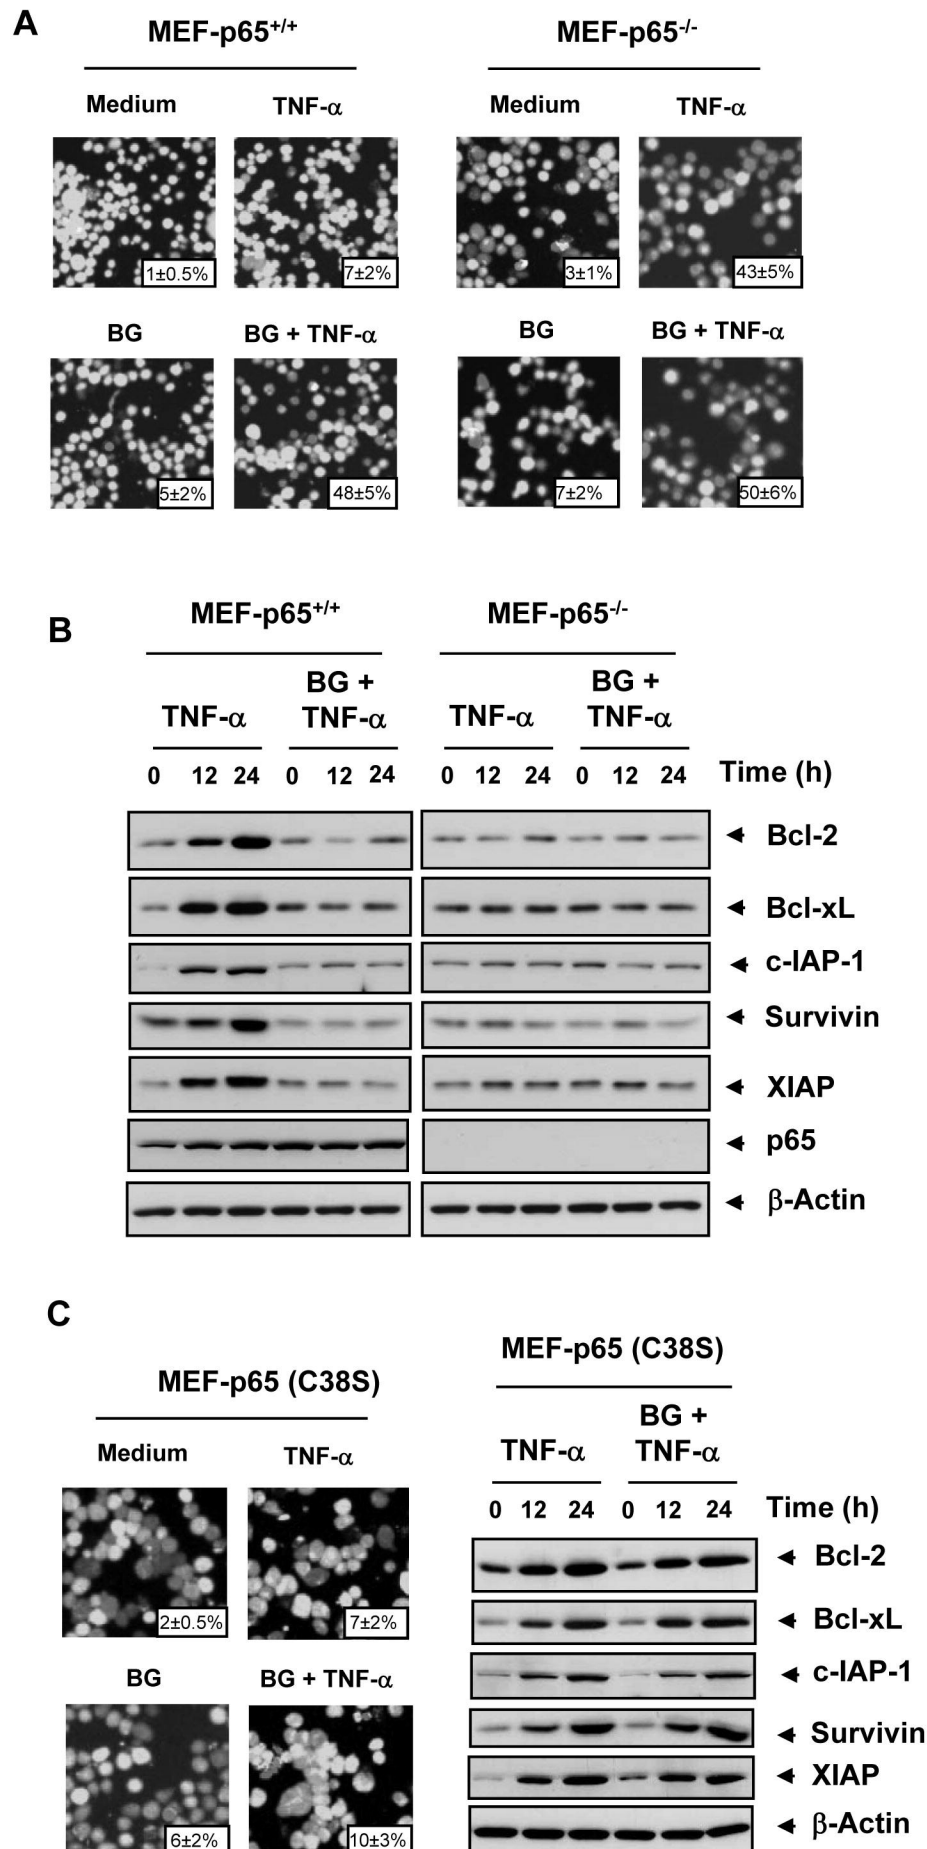 A
MEF-p65+/+
MEF-p65-/-
Medium
TNF-α
Medium
TNF-α
1±0.5%
7±2%
3±1%
43±5%
BG
BG + TNF-α
BG
BG + TNF-α
5±2%
48±5%
7±2%
50±6%
B
MEF-p65+/+
MEF-p65-/-
TNF-α
BG +
TNF-α
TNF-α
BG +
TNF-α
0 12 24 0 12 24
0 12 24 0 12 24
Time (h)
Bcl-2
Bcl-xL
c-IAP-1
Survivin
XIAP
p65
β-Actin
C
MEF-p65 (C38S)
Medium
TNF-α
2±0.5%
7±2%
BG
BG + TNF-α
6±2%
10±3%
MEF-p65 (C38S)
TNF-α
BG +
TNF-α
0 12 24 0 12 24
Time (h)
Bcl-2
Bcl-xL
c-IAP-1
Survivin
XIAP
β-Actin